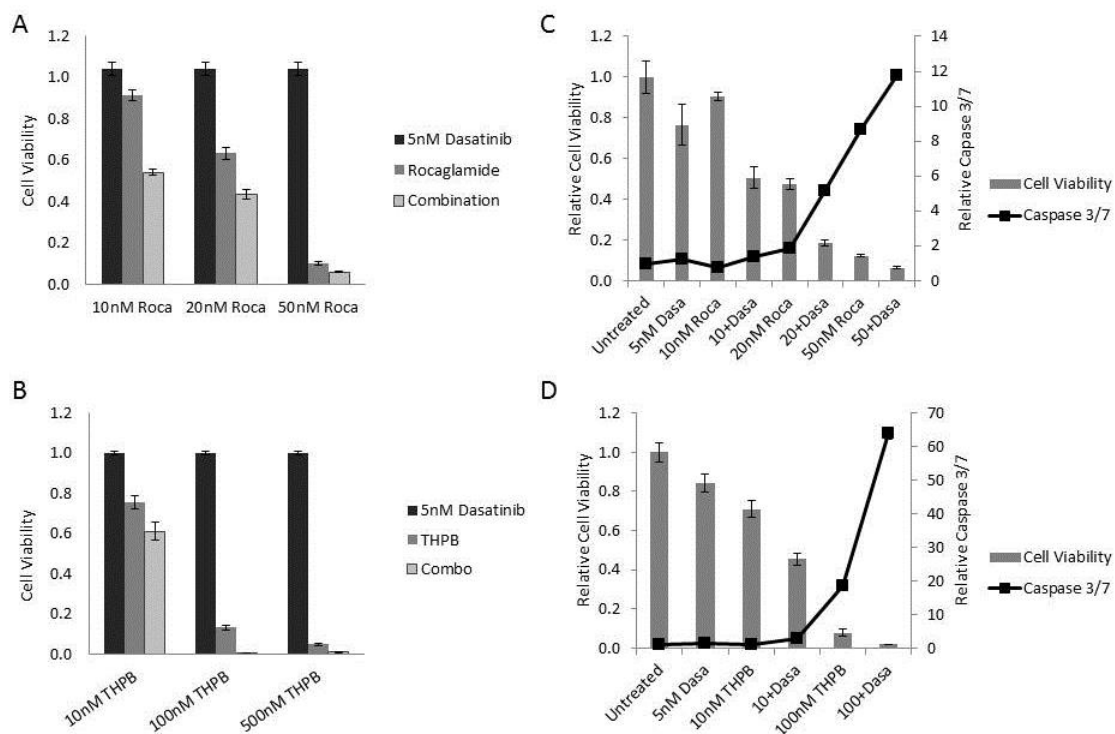 A
1.2
1.0
0.8
0.6
0.4
0.2
0.0
Cell Viability
10nM Roca
20nM Roca
50nM Roca
5nM Dasatinib
Rocaglamide
Combination
C
1.2
1.0
0.8
0.6
0.4
0.2
0.0
Relative Cell Viability
14
12
10
8
6
4
2
0
Relative Capase 3/7
Untreated
5nM Dasa
10nM Roca
10+Dasa
20nM Roca
20+Dasa
50nM Roca
50+Dasa
Cell Viability
Caspase 3/7
B
1.2
1.0
0.8
0.6
0.4
0.2
0.0
Cell Viability
10nM THPB
100nM THPB
500nM THPB
5nM Dasatinib
THPB
Combo
D
1.2
1.0
0.8
0.6
0.4
0.2
0.0
Relative Cell Viability
70
60
50
40
30
20
10
0
Relative Caspase 3/7
Untreated
5nM Dasa
10nM THPB
10+Dasa
100nM THPB
100+Dasa
Cell Viability
Caspase 3/7